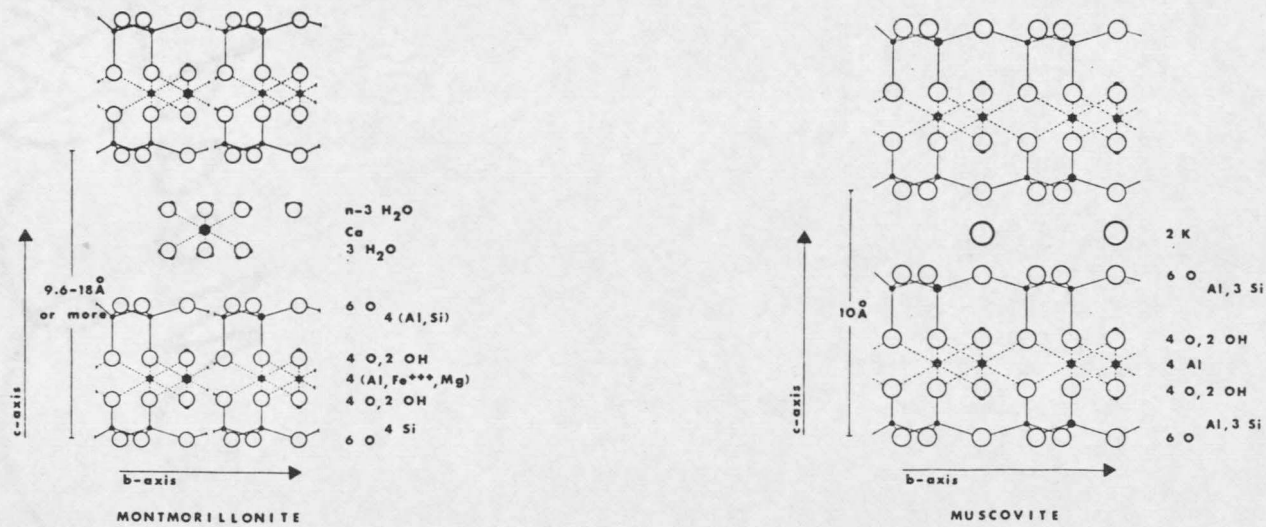 n-3 H₂O
Ca
3 H₂O
9.6-18Å
or more
6 O
4 (Al, Si)
4 O, 2 OH
4 (Al, Fe+++, Mg)
4 O, 2 OH
4 Si
6 O
c-axis
b-axis
MONTMORILLONITE
2 K
6 O
Al, 3 Si
10Å
4 O, 2 OH
4 Al
4 O, 2 OH
Al, 3 Si
6 O
c-axis
b-axis
MUSCOVITE